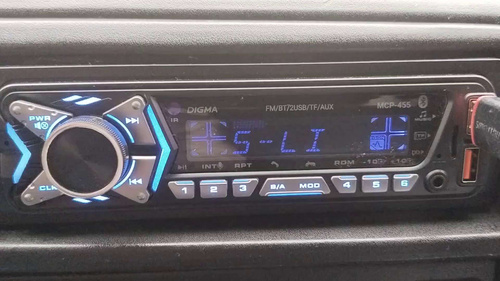 PWR
IR DIGMA FM/BT/2USB/TF/AUX MCP-455
S--LI
INT RPT RDM -10 +10
1 2 3 B/A MOD 4 5 6